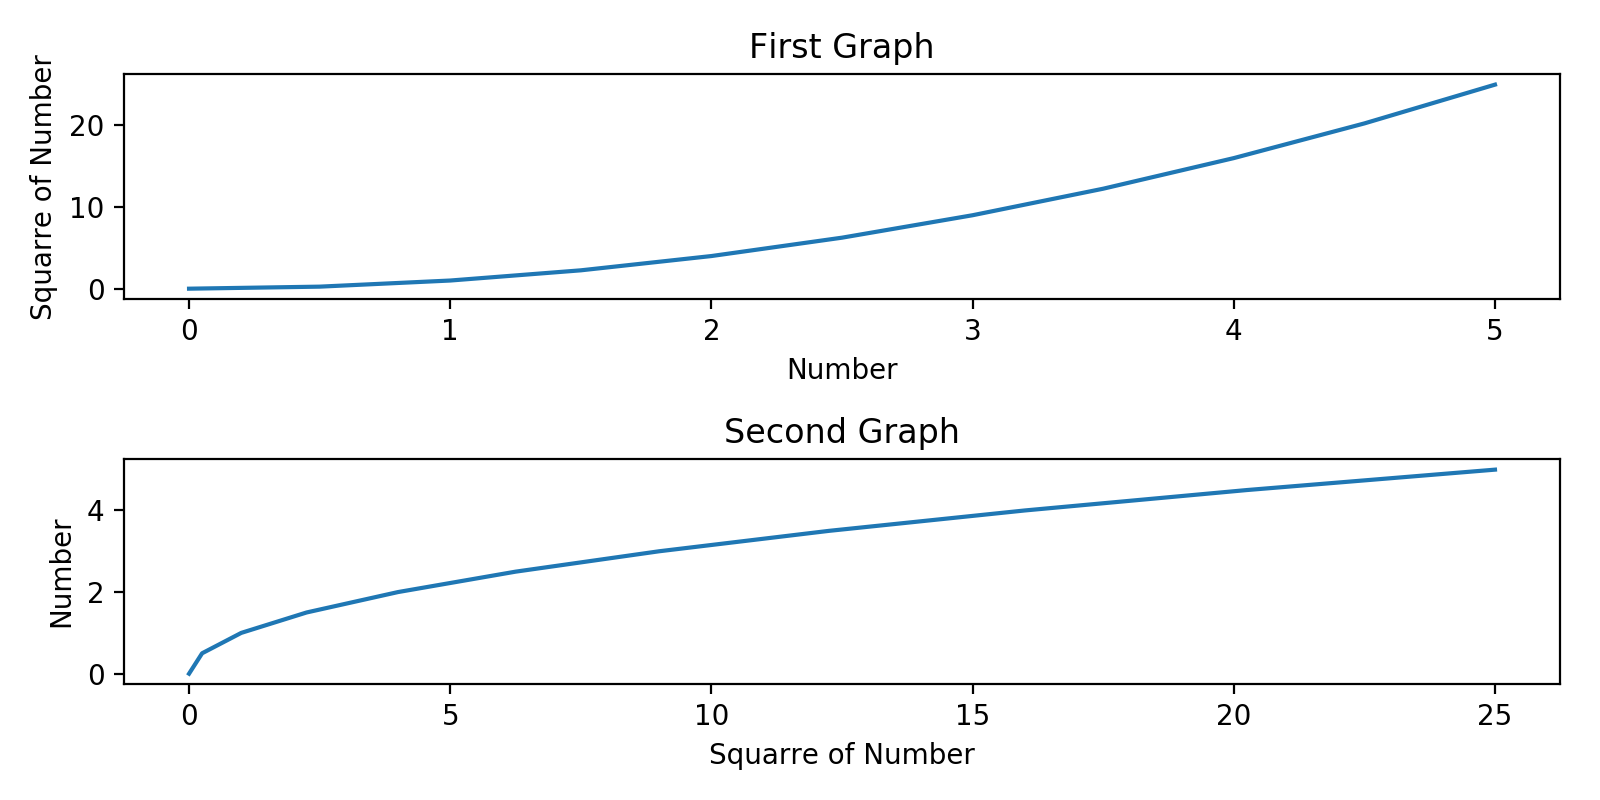 First Graph
Squarre of Number
20
10
0
0 1 2 3 4 5
Number
Second Graph
Number
4
2
0
0 5 10 15 20 25
Squarre of Number